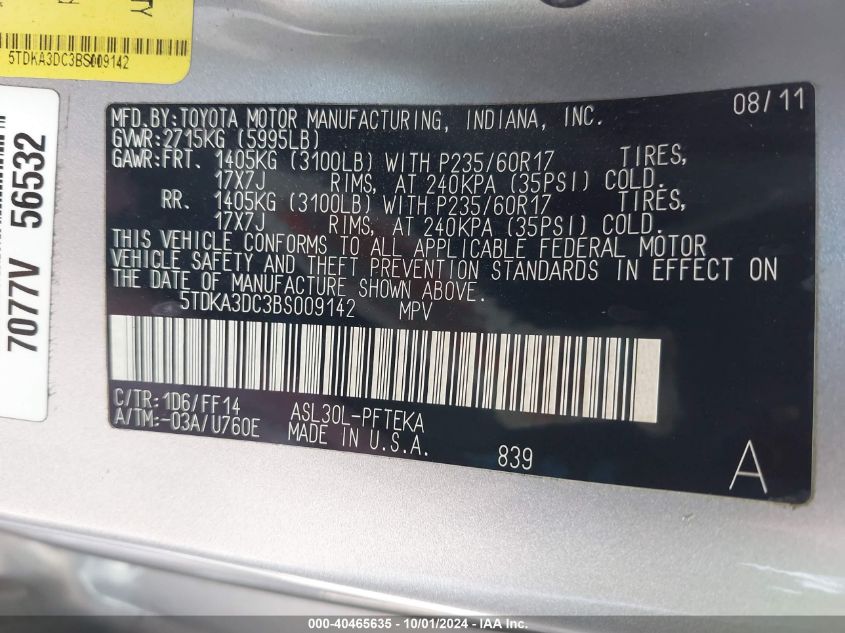 TY
5TDKA3DC3BS009142
7077V 56532
MFD.BY:TOYOTA MOTOR MANUFACTURING, INDIANA, INC. 08/11
GVWR:2715KG (5995LB)
GAWR:FRT. 1405KG (3100LB) WITH P235/60R17 TIRES,
17X7J RIMS, AT 240KPA (35PSI) COLD.
RR. 1405KG (3100LB) WITH P235/60R17 TIRES,
17X7J RIMS, AT 240KPA (35PSI) COLD.
THIS VEHICLE CONFORMS TO ALL APPLICABLE FEDERAL MOTOR
VEHICLE SAFETY AND THEFT PREVENTION STANDARDS IN EFFECT ON
THE DATE OF MANUFACTURE SHOWN ABOVE.
5TDKA3DC3BS009142 MPV
C/TR:1D6/FF14 ASL30L-PFTEKA
A/TM:-03A/U760E MADE IN U.S.A.
839 A
000-40465635 - 10/01/2024 - IAA Inc.